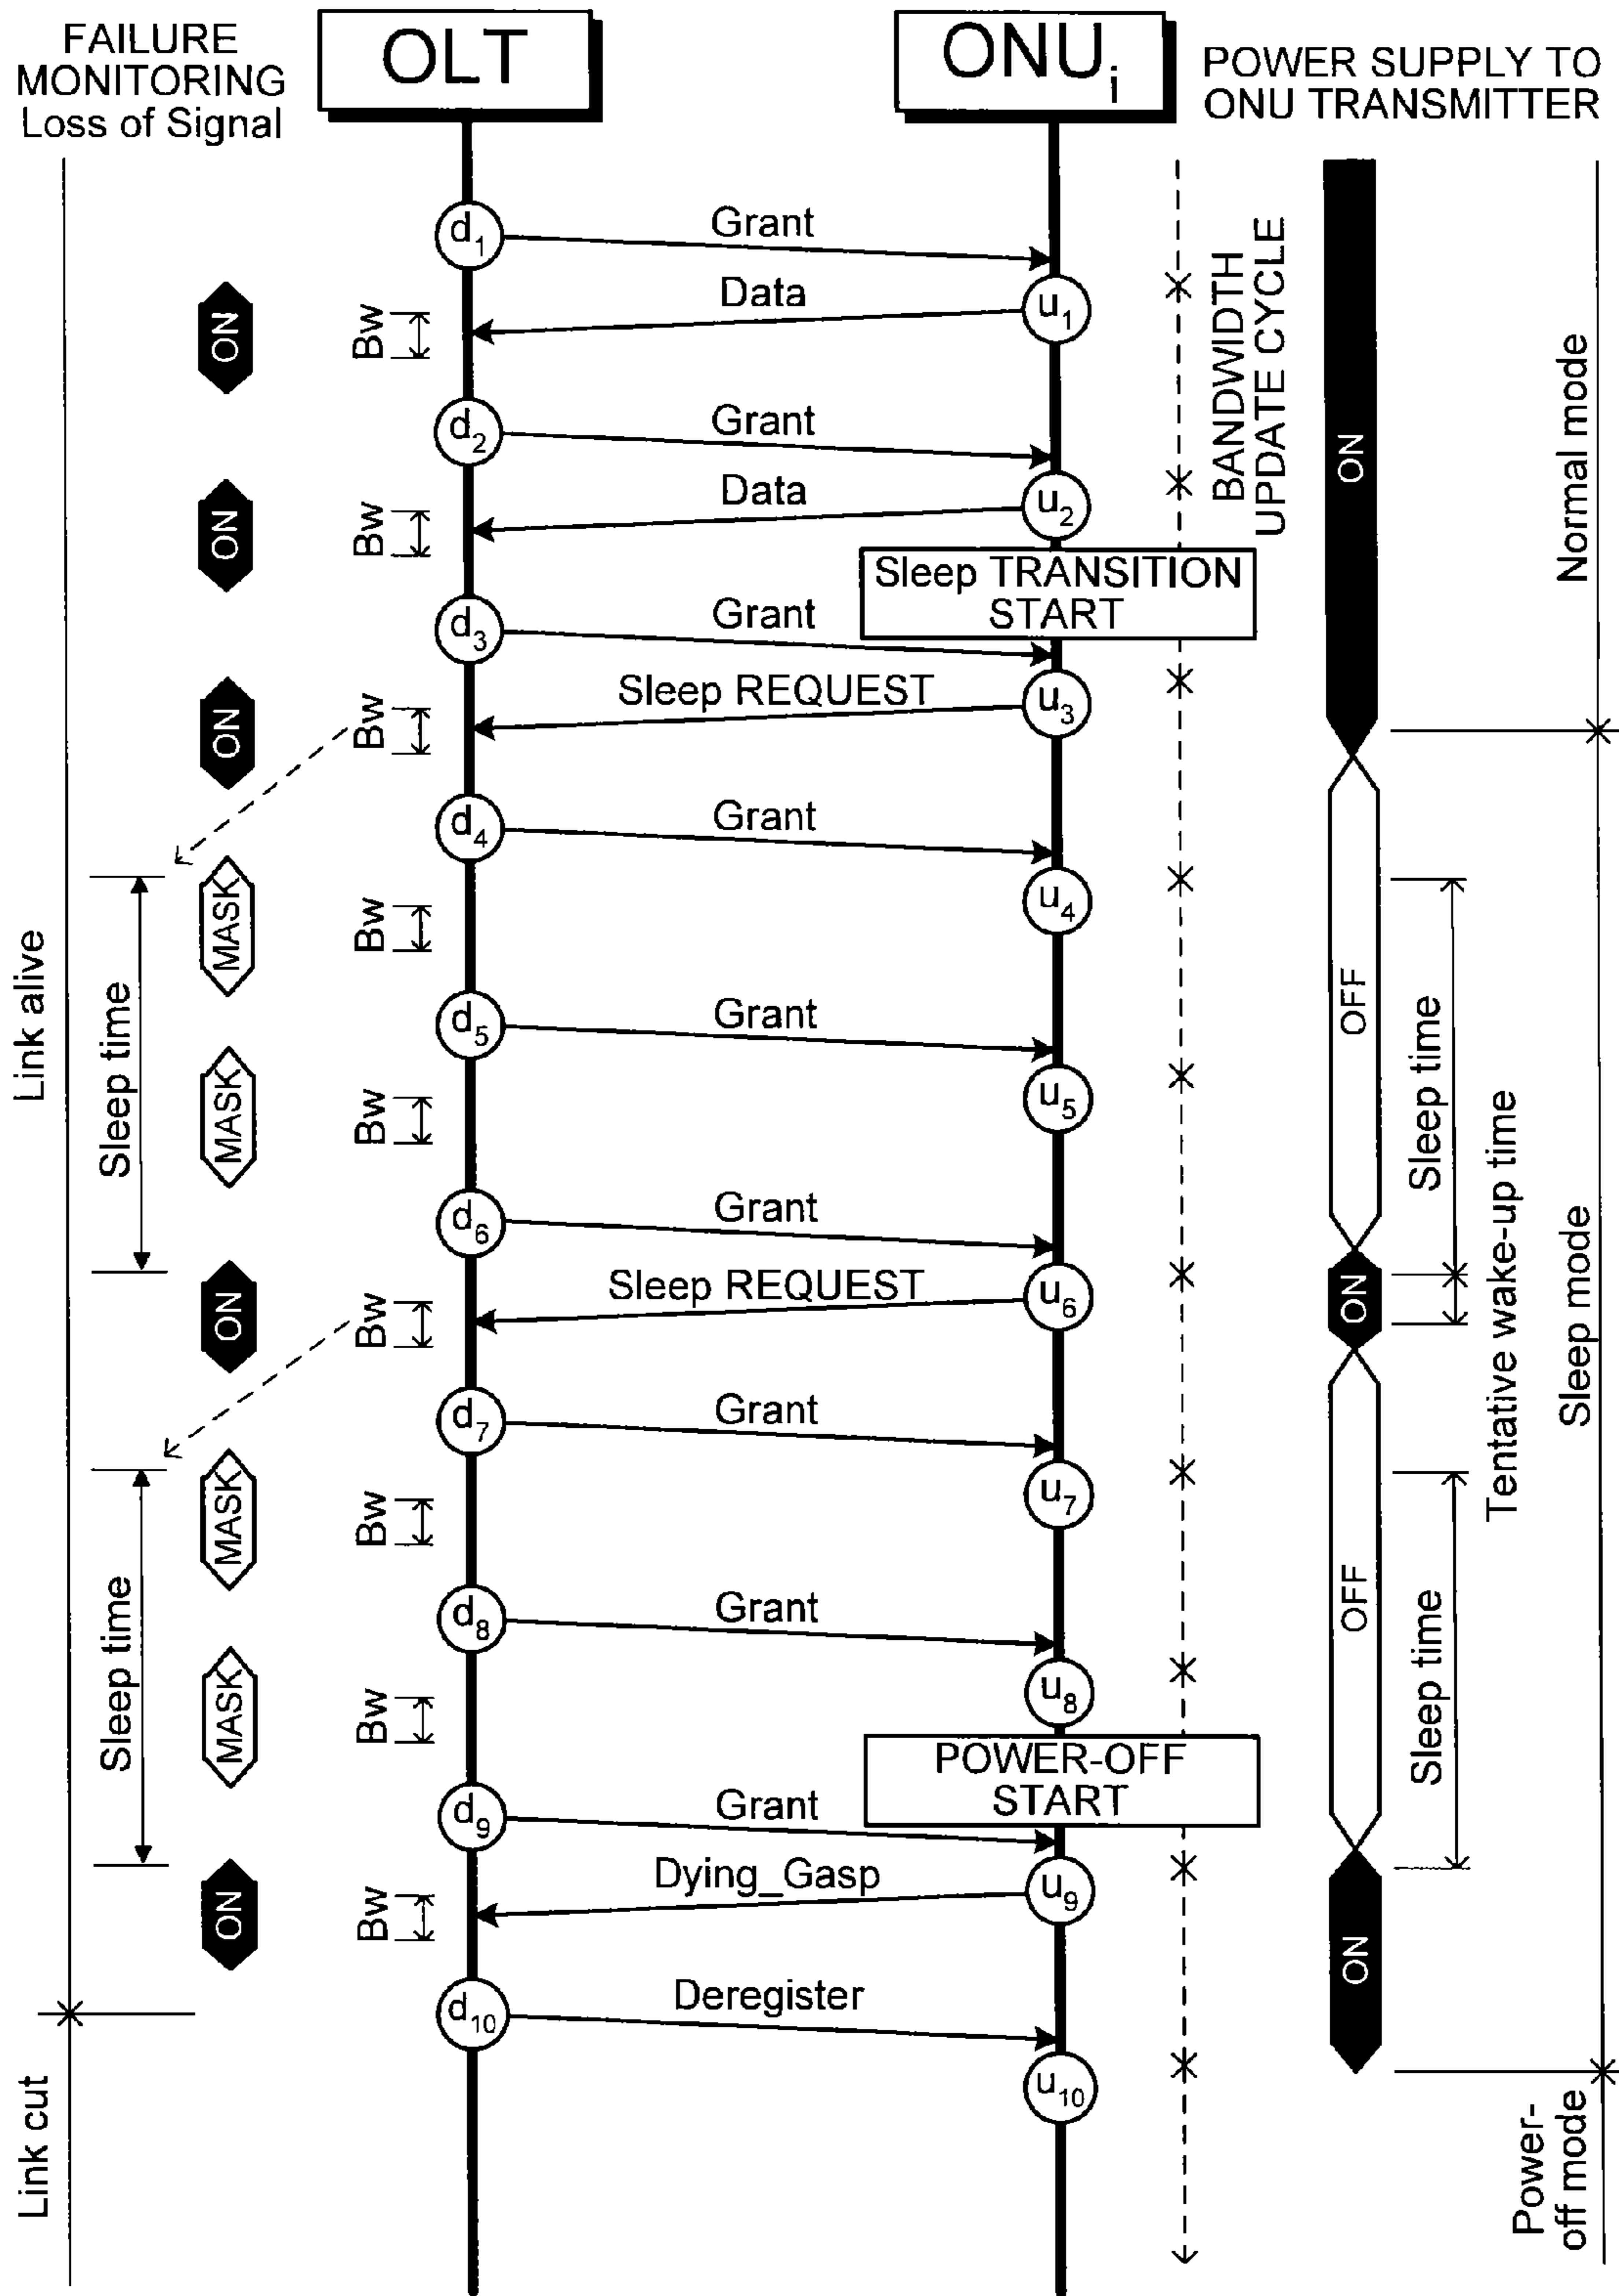 FAILURE
MONITORING
Loss of Signal
OLT
ONUi
POWER SUPPLY TO
ONU TRANSMITTER
d1
Grant
BANDWIDTH
UPDATE CYCLE
ON
Bw
Data
u1
ON
Normal mode
d2
Grant
ON
Bw
Data
u2
Sleep TRANSITION
START
d3
Grant
ON
Bw
Sleep REQUEST
u3
d4
Grant
Link alive
Sleep time
MASK
Bw
u4
OFF
Sleep time
Tentative wake-up time
Sleep mode
d5
Grant
MASK
Bw
u5
d6
Grant
ON
Bw
Sleep REQUEST
u6
ON
d7
Grant
Sleep time
MASK
Bw
u7
OFF
Sleep time
d8
Grant
MASK
Bw
u8
POWER-OFF
START
d9
Grant
ON
Bw
Dying_Gasp
u9
ON
d10
Deregister
u10
Link cut
Power-
off mode